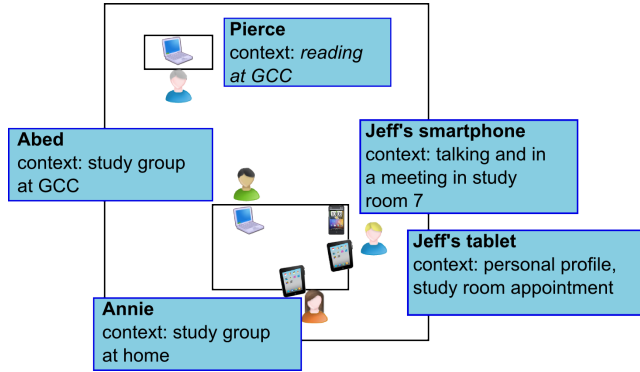 Pierce
context: reading
at GCC
Abed
context: study group
at GCC
Jeff's smartphone
context: talking and in
a meeting in study
room 7
Jeff's tablet
context: personal profile,
study room appointment
Annie
context: study group
at home